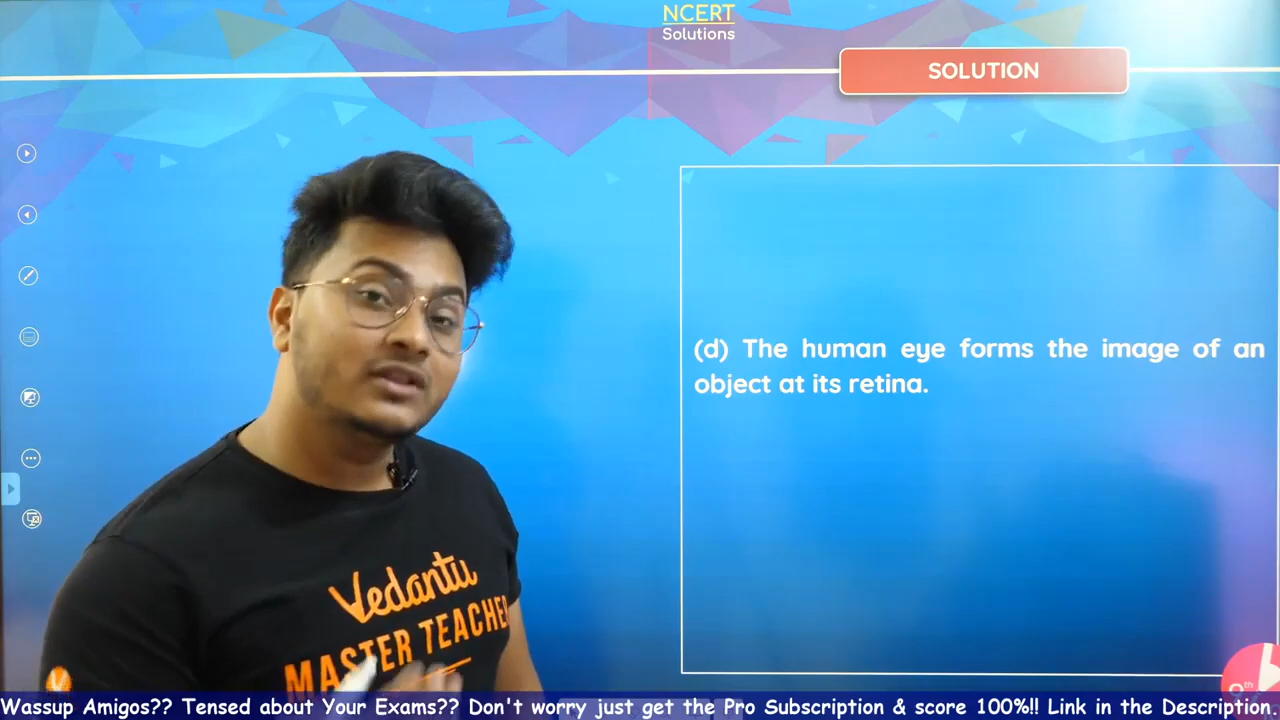 NCERT
Solutions
SOLUTION
(d) The human eye forms the image of an
object at its retina.
Vedantu
MASTER TEACHER
Wassup Amigos?? Tensed about Your Exams?? Don't worry just get the Pro Subscription & score 100%!! Link in the Description.